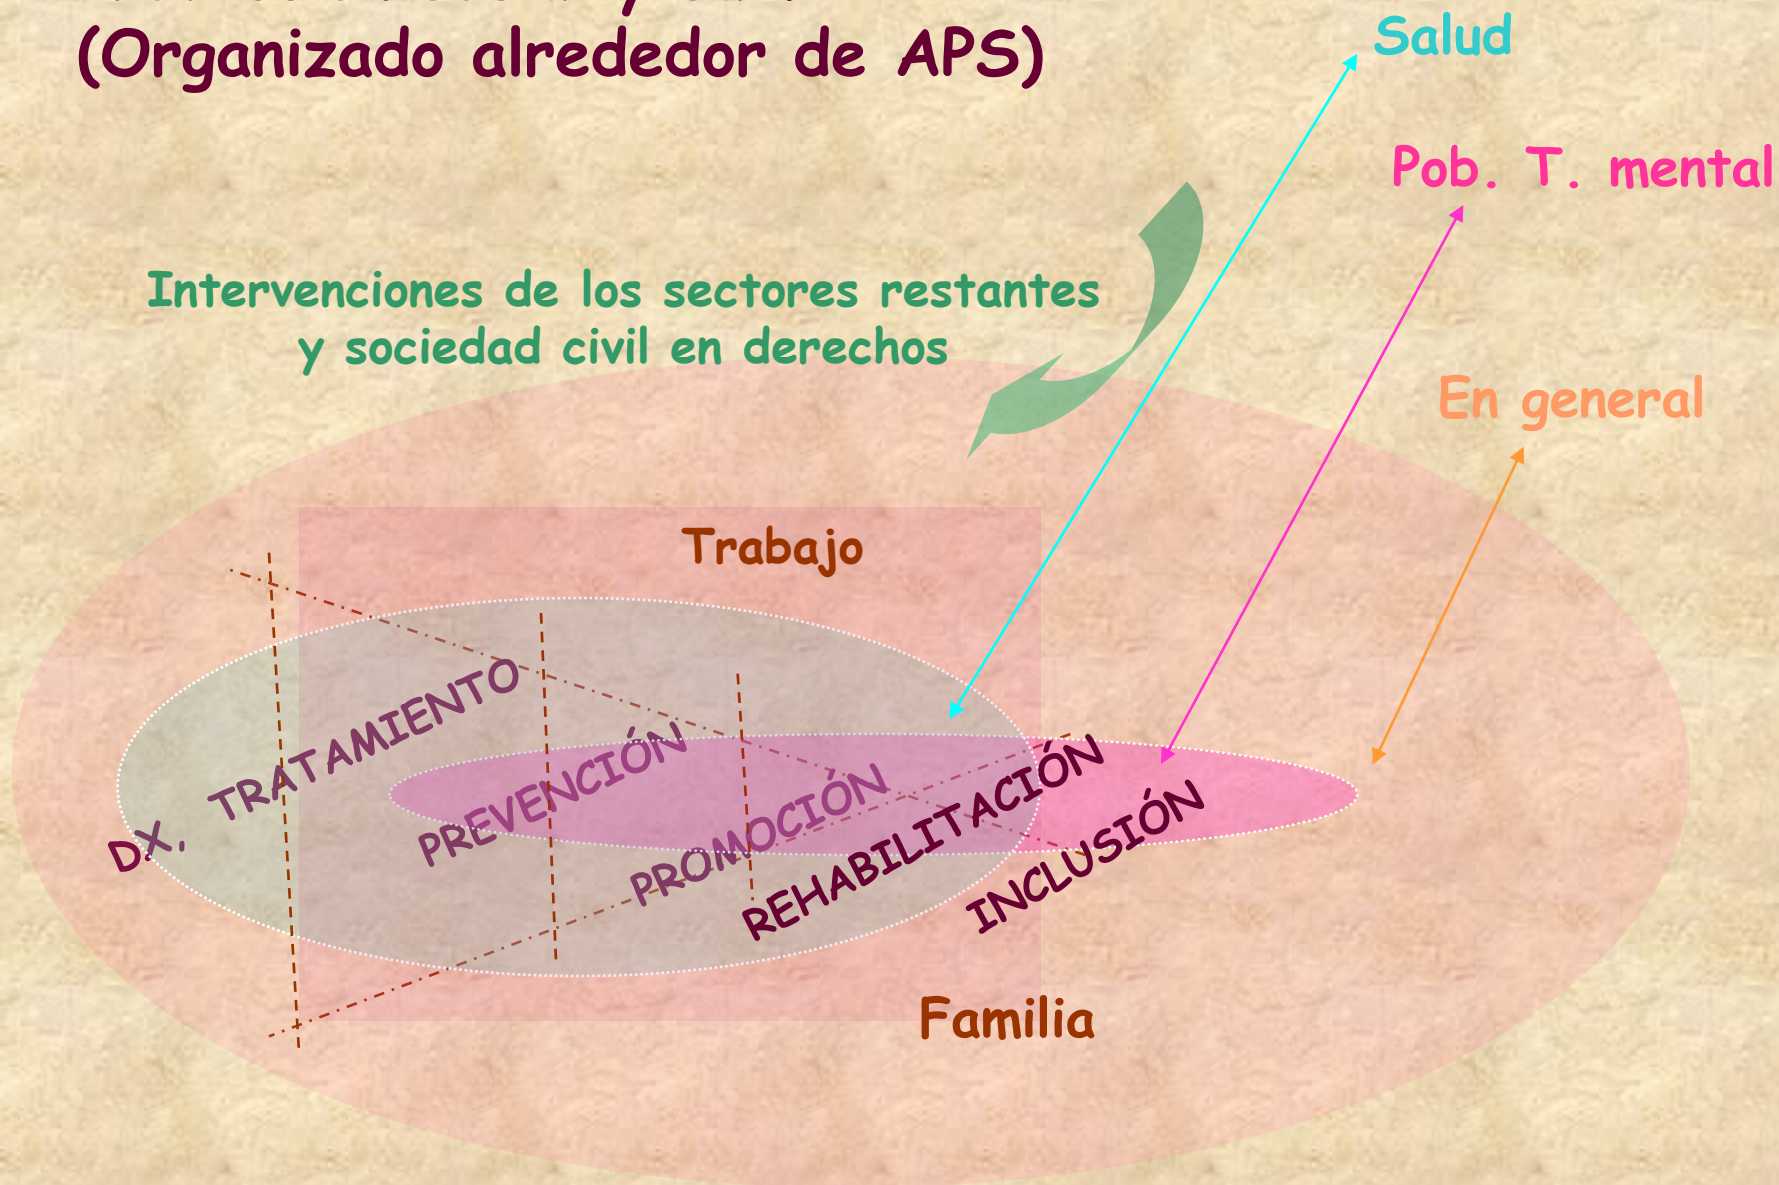 (Organizado alrededor de APS)
Salud
Pob. T. mental
Intervenciones de los sectores restantes
y sociedad civil en derechos
En general
Trabajo
DX, TRATAMIENTO
PREVENCIÓN
PROMOCIÓN
REHABILITACIÓN
INCLUSIÓN
Familia